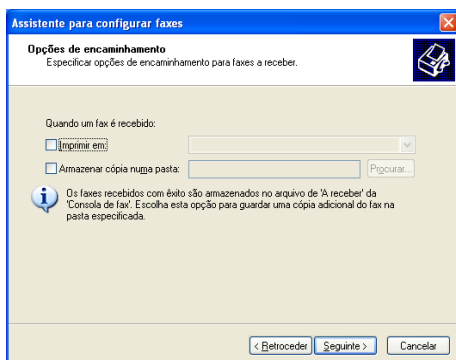 Assistente para configurar faxes
Opções de encaminhamento
Especificar opções de encaminhamento para faxes a receber.
Quando um fax é recebido:
Imprimir em:
Armazenar cópia numa pasta:
Procurar...
Os faxes recebidos com êxito são armazenados no arquivo de 'A receber' da
'Consola de fax'. Escolha esta opção para guardar uma cópia adicional do fax na
pasta especificada.
< Retroceder
Seguinte >
Cancelar